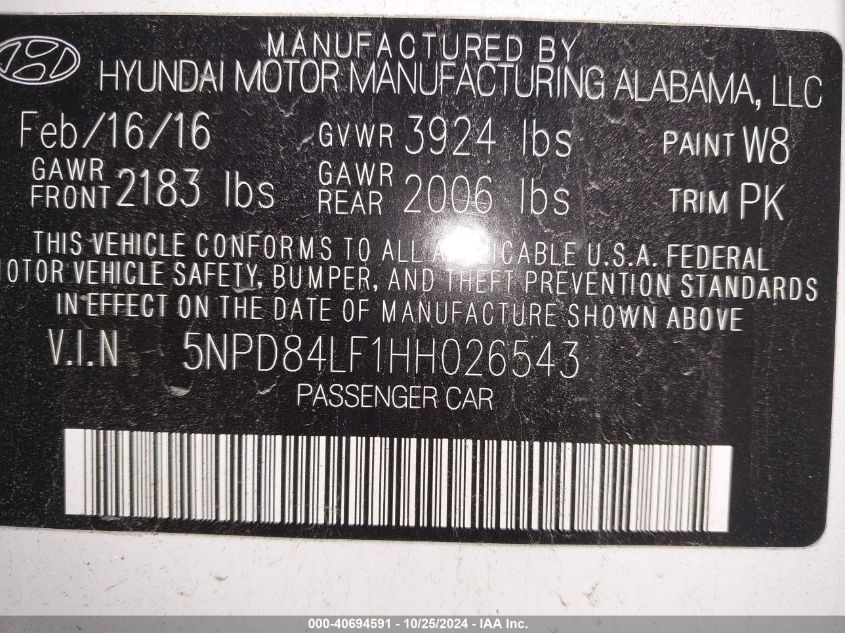 MANUFACTURED BY
HYUNDAI MOTOR MANUFACTURING ALABAMA, LLC
Feb/16/16 GVWR 3924 lbs PAINT W8
GAWR FRONT 2183 lbs GAWR REAR 2006 lbs TRIM PK
THIS VEHICLE CONFORMS TO ALL APPLICABLE U.S.A. FEDERAL
MOTOR VEHICLE SAFETY, BUMPER, AND THEFT PREVENTION STANDARDS
IN EFFECT ON THE DATE OF MANUFACTURE SHOWN ABOVE
V.I.N 5NPD84LF1HH026543
PASSENGER CAR
000-40694591 - 10/25/2024 - IAA, Inc.